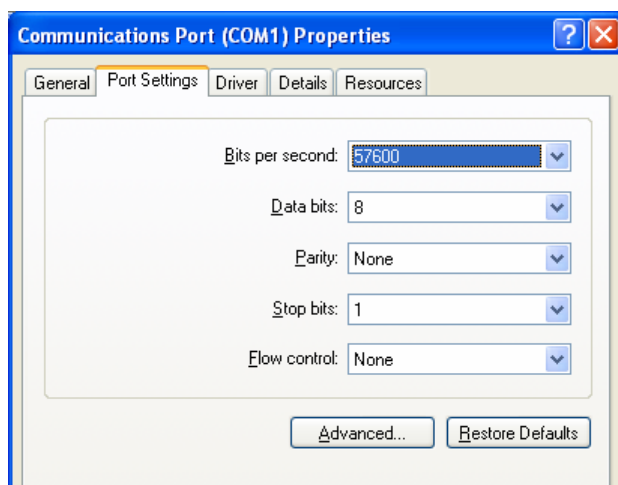 Communications Port (COM1) Properties
General Port Settings Driver Details Resources
Bits per second: 57600
Data bits: 8
Parity: None
Stop bits: 1
Flow control: None
Advanced... Restore Defaults